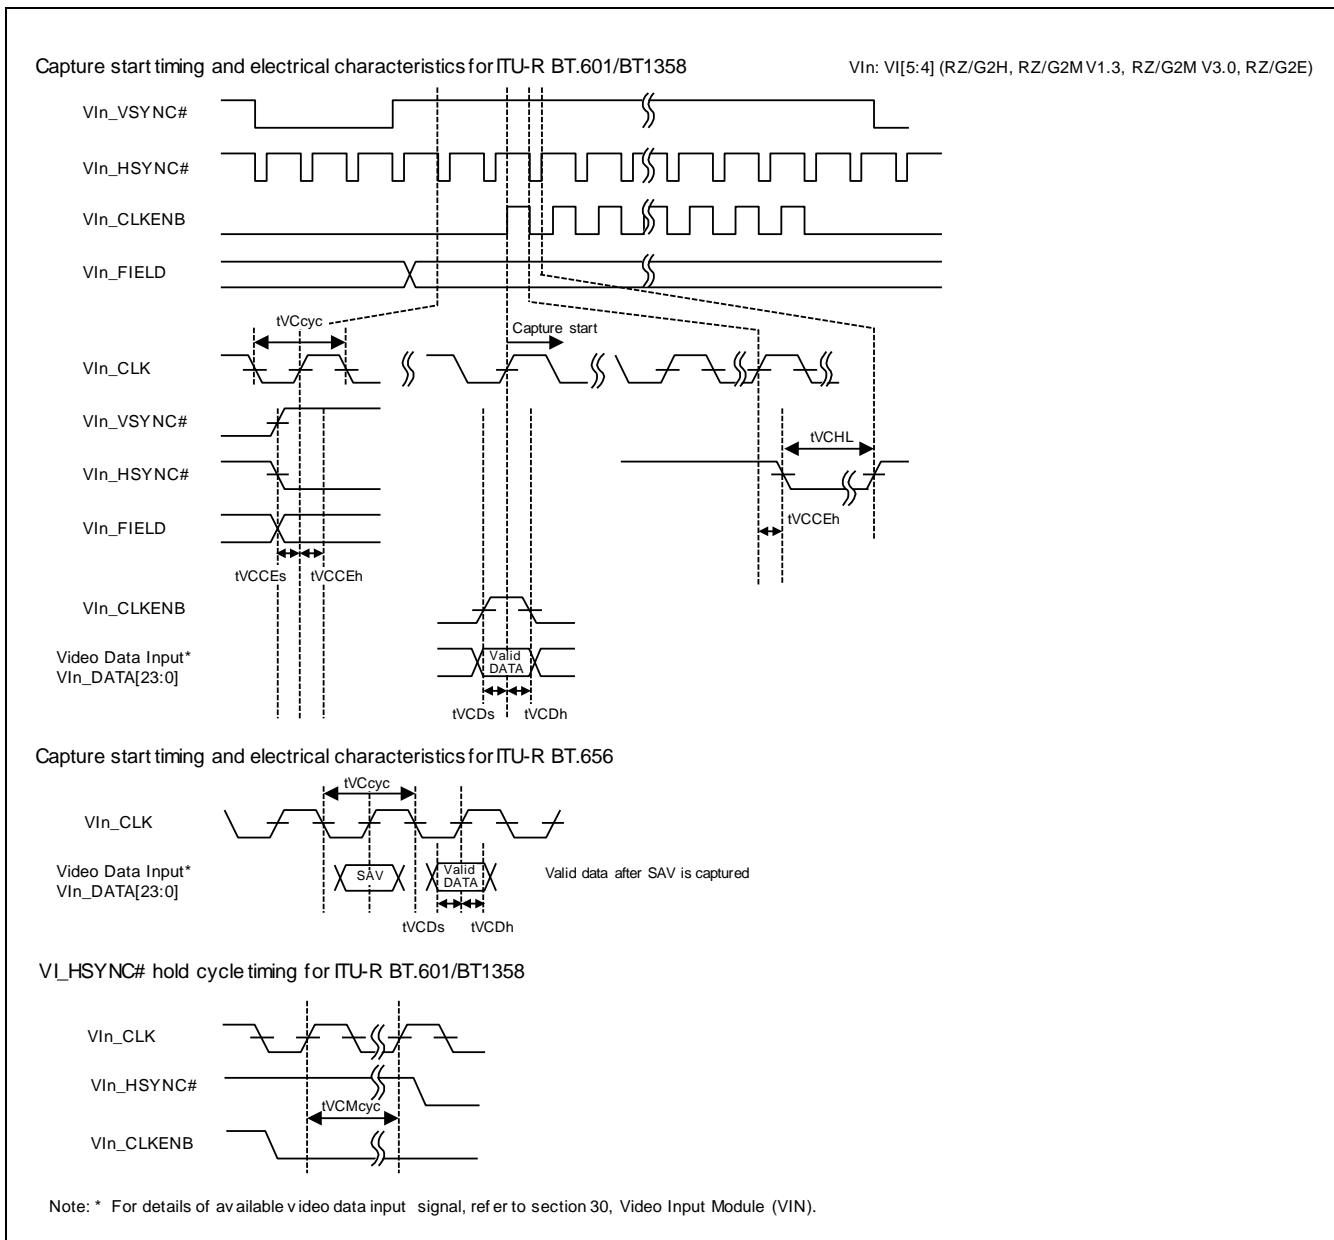 Capture start timing and electrical characteristics for ITU-R BT.601/BT1358
VIn: VI[5:4] (RZ/G2H, RZ/G2M V1.3, RZ/G2M V3.0, RZ/G2E)
VIn_VSYNC#
VIn_HSYNC#
VIn_CLKENB
VIn_FIELD
tVCcyc
Capture start
VIn_CLK
VIn_VSYNC#
tVCHL
VIn_HSYNC#
VIn_FIELD
tVCCEh
tVCCEs
tVCCEh
VIn_CLKENB
Video Data Input*
VIn_DATA[23:0]
Valid
DATA
tVCDs
tVCDh
Capture start timing and electrical characteristics for ITU-R BT.656
tVCcyc
VIn_CLK
Video Data Input*
VIn_DATA[23:0]
SAV
Valid
DATA
Valid data after SAV is captured
tVCDs
tVCDh
VI_HSYNC# hold cycle timing for ITU-R BT.601/BT1358
VIn_CLK
VIn_HSYNC#
tVCMcyc
VIn_CLKENB
Note: * For details of available video data input signal, refer to section 30, Video Input Module (VIN).